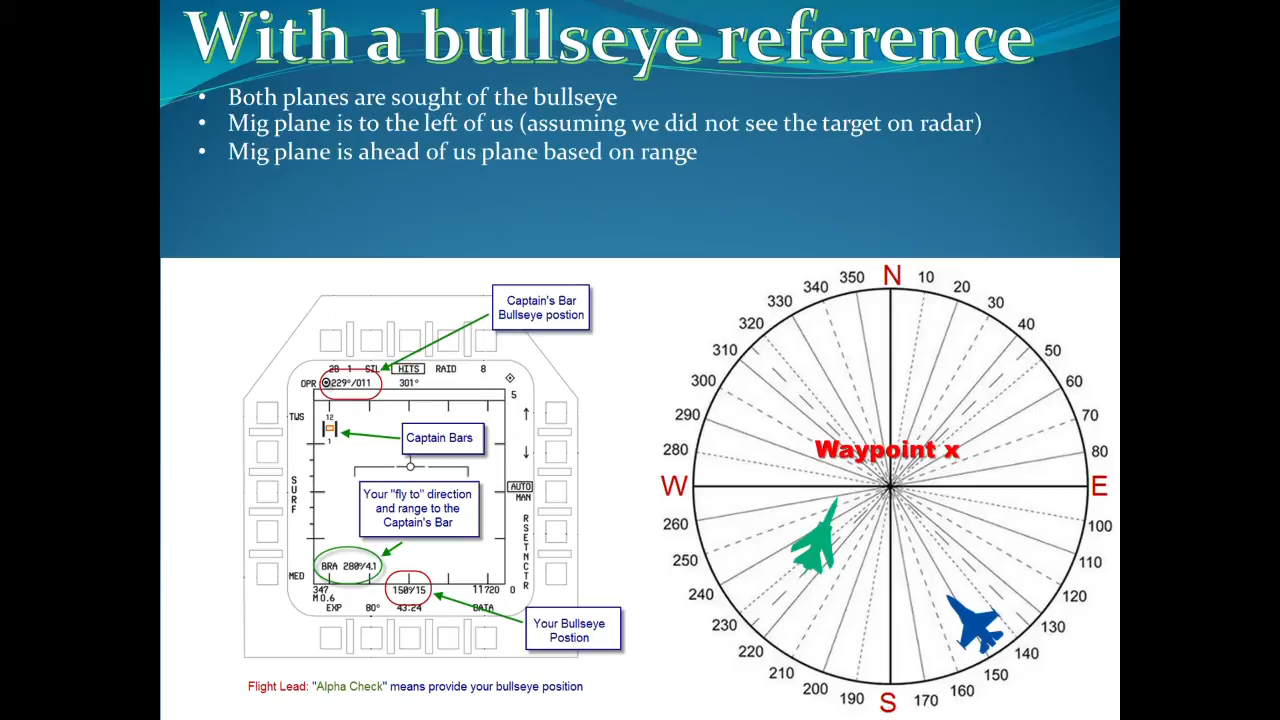 With a bullseye reference
• Both planes are sought of the bullseye
• Mig plane is to the left of us (assuming we did not see the target on radar)
• Mig plane is ahead of us plane based on range
Captain's Bar
Bullseye postion
2B 1 SIL HITS RAID 8
OPR 229°/011 301°
5
TWS
12
1
Captain Bars
SURF
AUTO
MAN
Your "fly to" direction
and range to the
Captain's Bar
RSET
NCTR
BRA 280°/4.1
MED
347 150°/15 11720 0
M0.6
EXP 80° 43:24 DATA
Your Bullseye
Postion
Flight Lead: "Alpha Check" means provide your bullseye position
N
10
20
30
40
50
60
70
80
E
100
110
120
130
140
150
160
170
S
190
200
210
220
230
240
250
260
W
280
290
300
310
320
330
340
350
Waypoint x